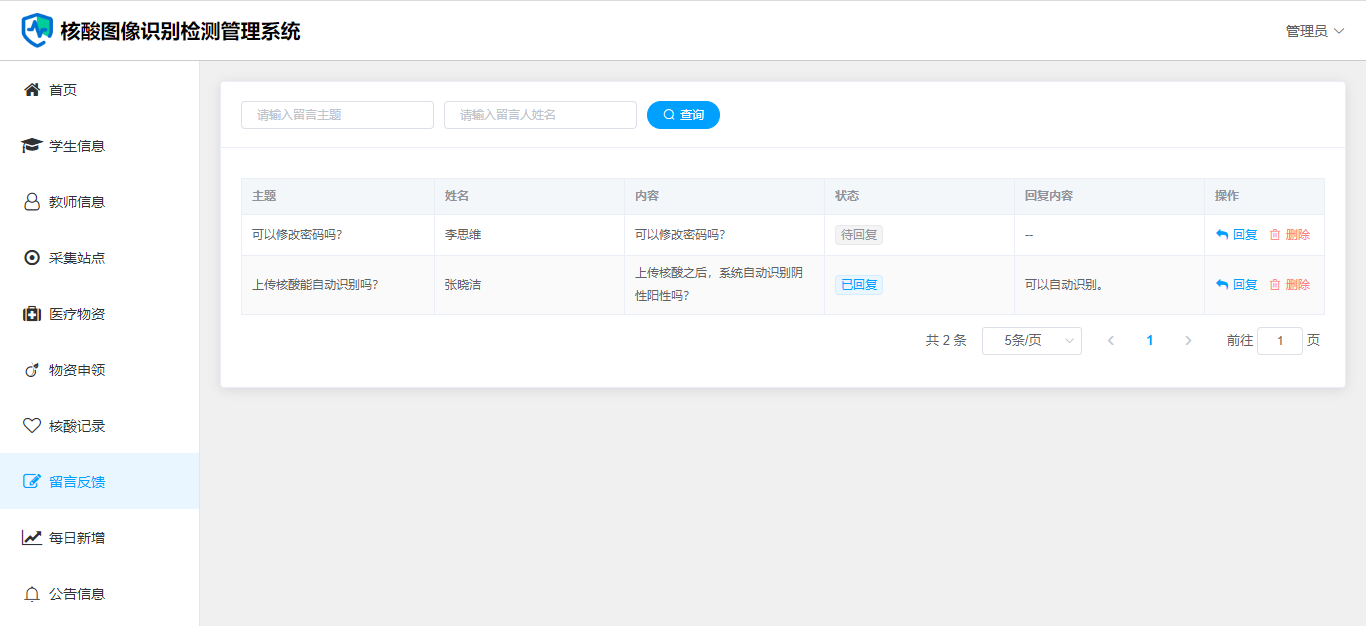 核酸图像识别检测管理系统
管理员
首页
学生信息
教师信息
采集站点
医疗物资
物资申领
核酸记录
留言反馈
每日新增
公告信息
请输入留言主题 请输入留言人姓名 查询
主题 姓名 内容 状态 回复内容 操作
可以修改密码吗? 李思维 可以修改密码吗? 待回复 -- 回复 删除
上传核酸能自动识别吗? 张晓洁 上传核酸之后，系统自动识别阴
性阳性吗? 已回复 可以自动识别。 回复 删除
共 2 条 5条/页 1 前往 1 页